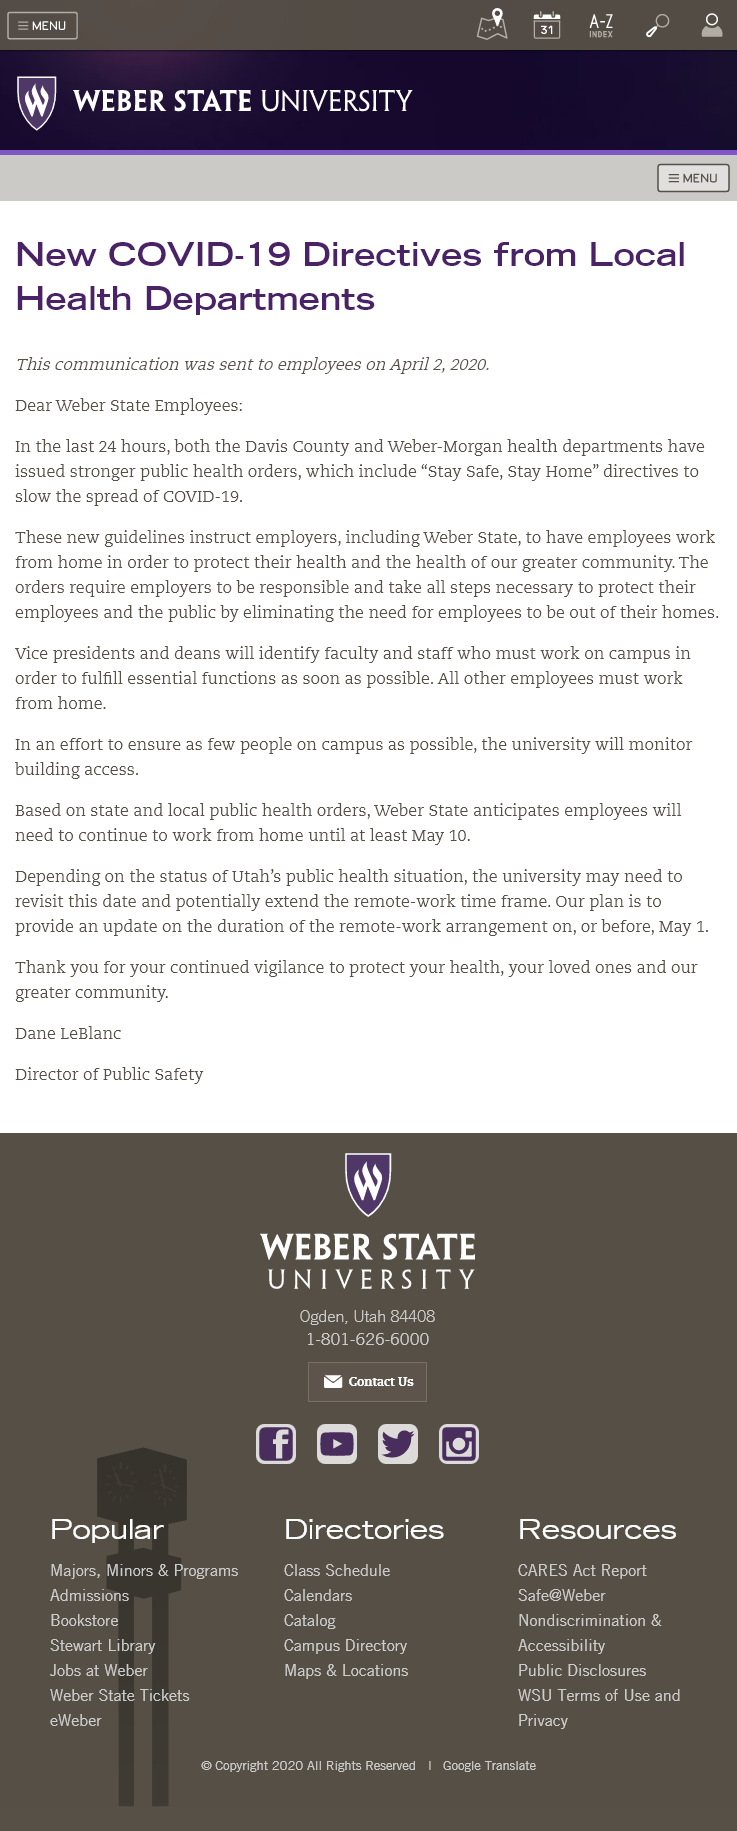 MENU
31
A-Z
INDEX
WEBER STATE UNIVERSITY
MENU
New COVID-19 Directives from Local
Health Departments
This communication was sent to employees on April 2, 2020.
Dear Weber State Employees:
In the last 24 hours, both the Davis County and Weber-Morgan health departments have
issued stronger public health orders, which include “Stay Safe, Stay Home” directives to
slow the spread of COVID-19.
These new guidelines instruct employers, including Weber State, to have employees work
from home in order to protect their health and the health of our greater community. The
orders require employers to be responsible and take all steps necessary to protect their
employees and the public by eliminating the need for employees to be out of their homes.
Vice presidents and deans will identify faculty and staff who must work on campus in
order to fulfill essential functions as soon as possible. All other employees must work
from home.
In an effort to ensure as few people on campus as possible, the university will monitor
building access.
Based on state and local public health orders, Weber State anticipates employees will
need to continue to work from home until at least May 10.
Depending on the status of Utah’s public health situation, the university may need to
revisit this date and potentially extend the remote-work time frame. Our plan is to
provide an update on the duration of the remote-work arrangement on, or before, May 1.
Thank you for your continued vigilance to protect your health, your loved ones and our
greater community.
Dane LeBlanc
Director of Public Safety
WEBER STATE
UNIVERSITY
Ogden, Utah 84408
1-801-626-6000
Contact Us
Popular
Majors, Minors & Programs
Admissions
Bookstore
Stewart Library
Jobs at Weber
Weber State Tickets
eWeber
Directories
Class Schedule
Calendars
Catalog
Campus Directory
Maps & Locations
Resources
CARES Act Report
Safe@Weber
Nondiscrimination &
Accessibility
Public Disclosures
WSU Terms of Use and
Privacy
© Copyright 2020 All Rights Reserved | Google Translate